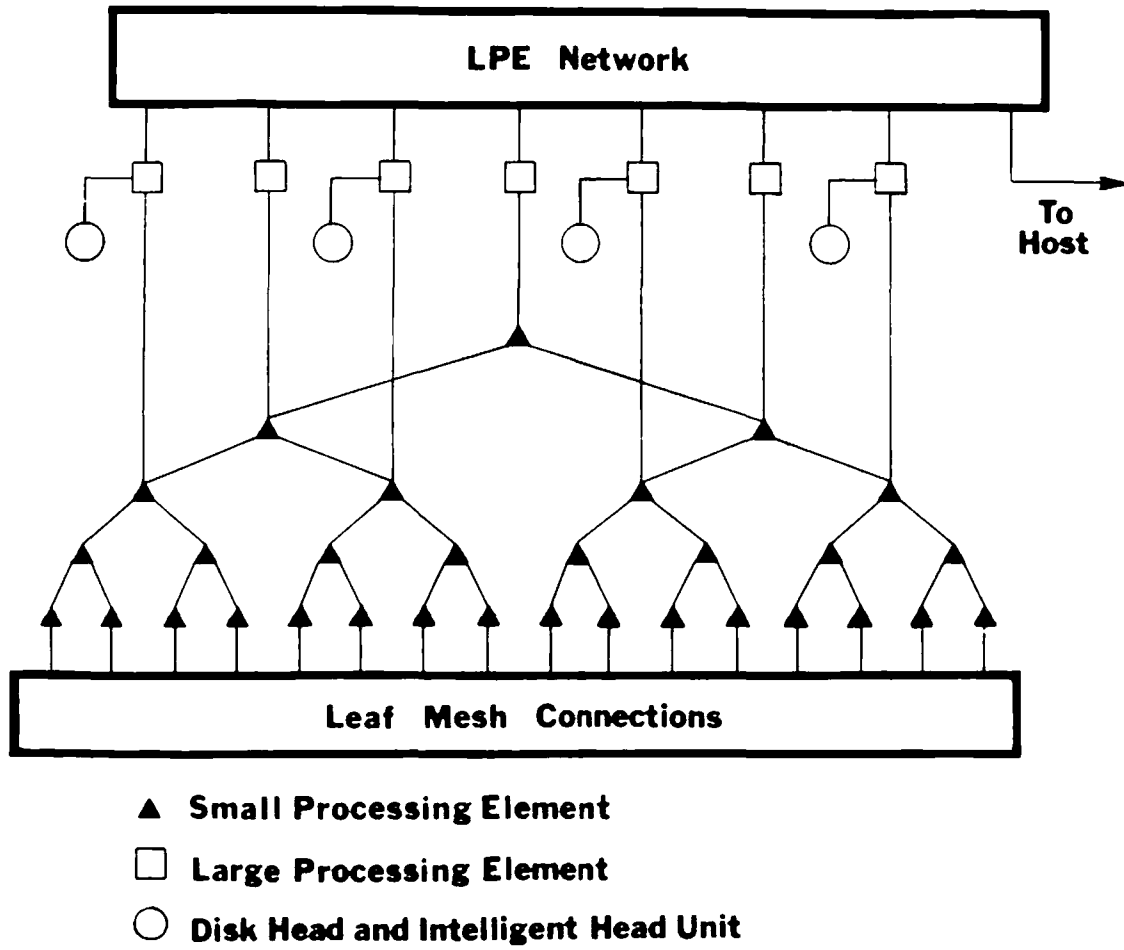 LPE Network
To
Host
Leaf Mesh Connections
Small Processing Element
Large Processing Element
Disk Head and Intelligent Head Unit